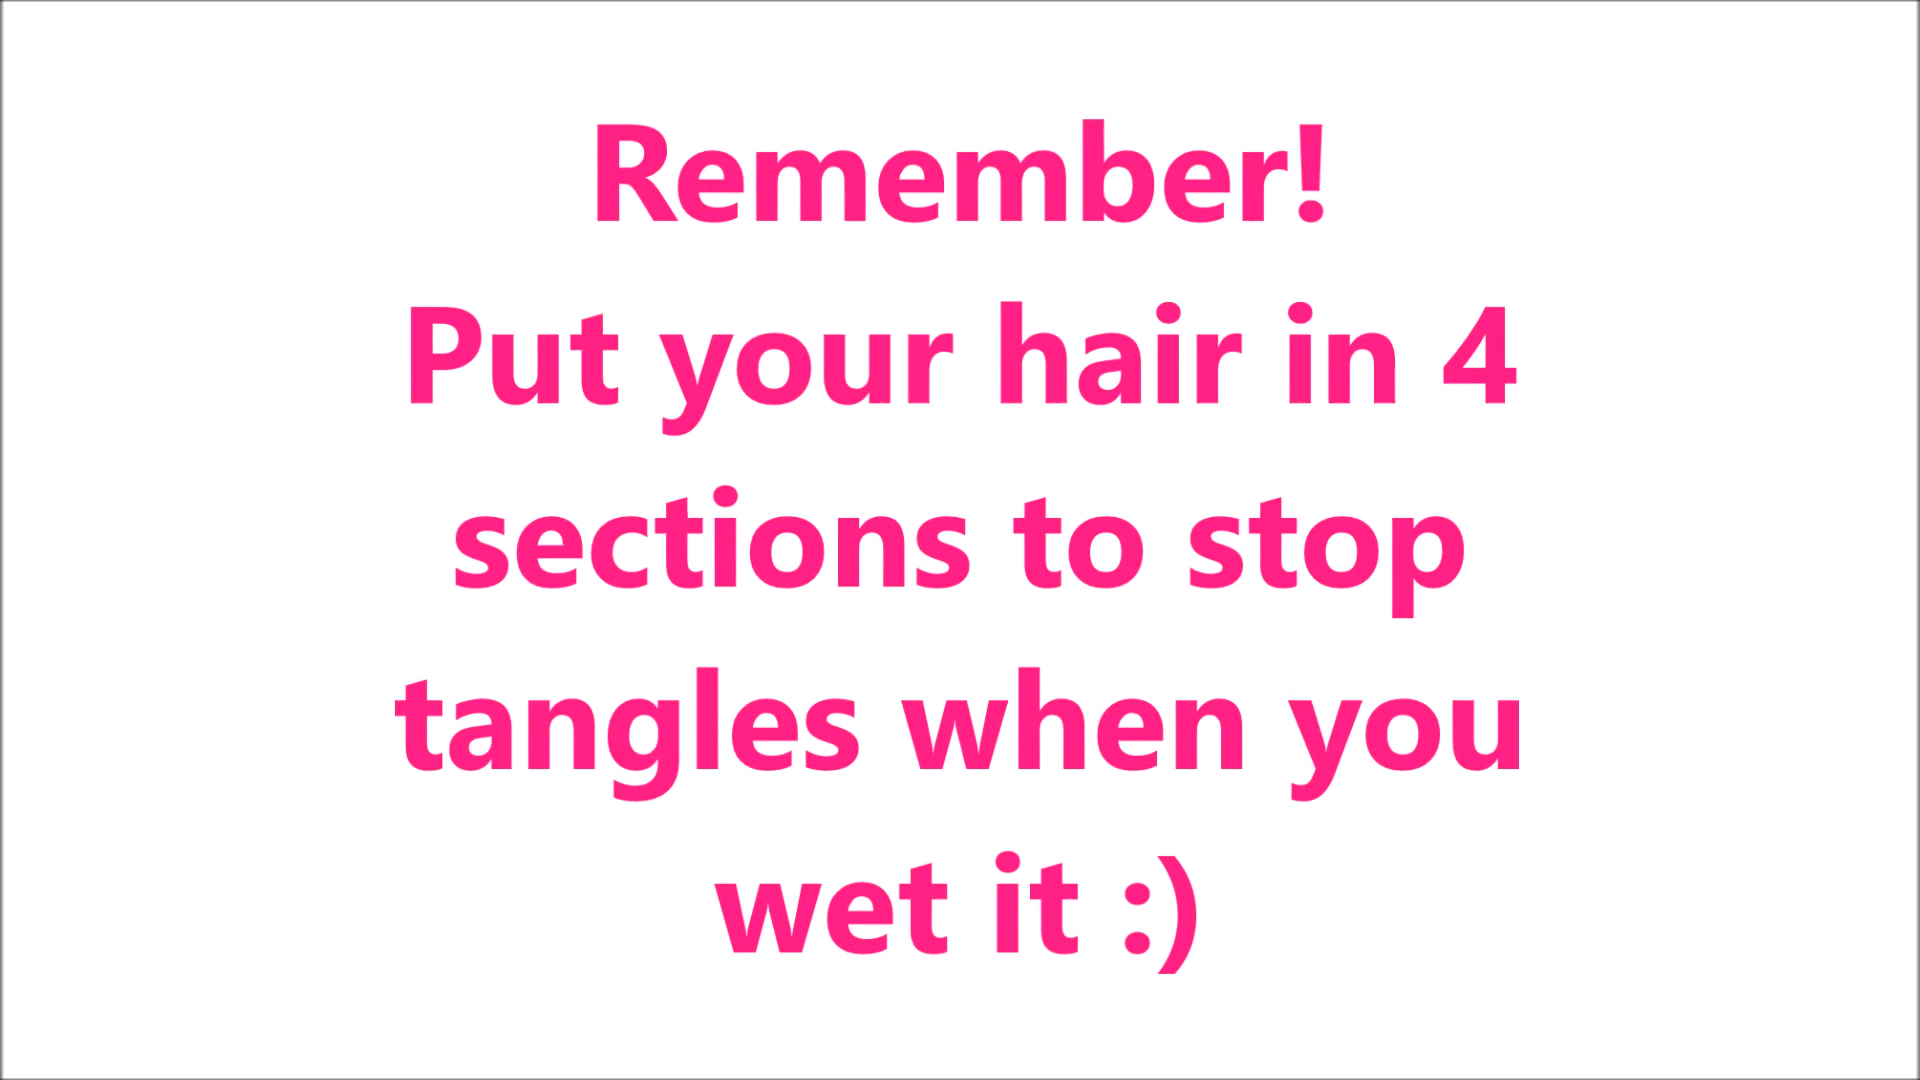 Remember!
Put your hair in 4
sections to stop
tangles when you
wet it :)